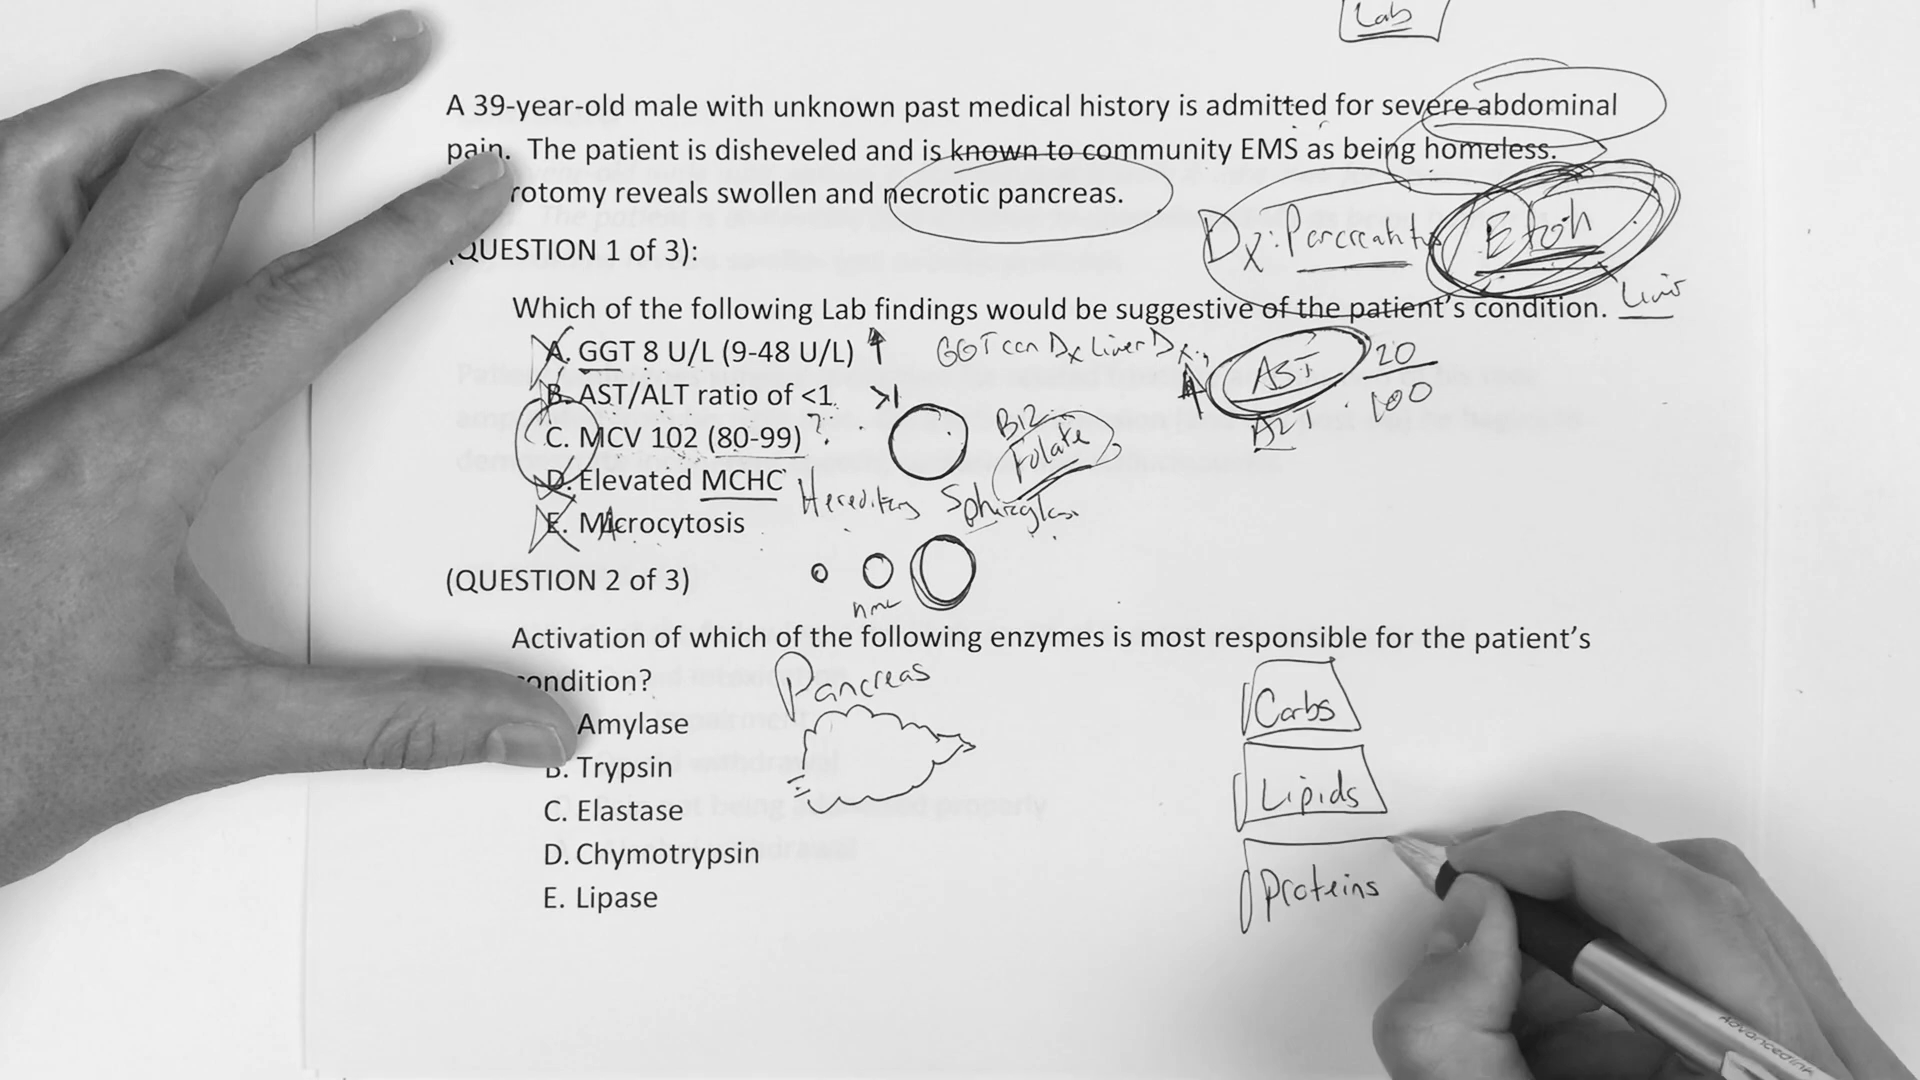 Lab
A 39-year-old male with unknown past medical history is admitted for severe abdominal
pain. The patient is disheveled and is known to community EMS as being homeless.
rotomy reveals swollen and necrotic pancreas.
Dx: Pancreatitis Etoh
(QUESTION 1 of 3):
Which of the following Lab findings would be suggestive of the patient's condition. Liver
A. GGT 8 U/L (9-48 U/L) GGT can Dx Liver Dx AST 20
B. AST/ALT ratio of <1 >1 ALT 100
C. MCV 102 (80-99) ? B12 Folate
D. Elevated MCHC Hereditary
E. Macrocytosis
(QUESTION 2 of 3)
Activation of which of the following enzymes is most responsible for the patient's
ondition? Pancreas
Amylase Carbs
B. Trypsin Lipids
C. Elastase
D. Chymotrypsin Proteins
E. Lipase
AdvancedInk